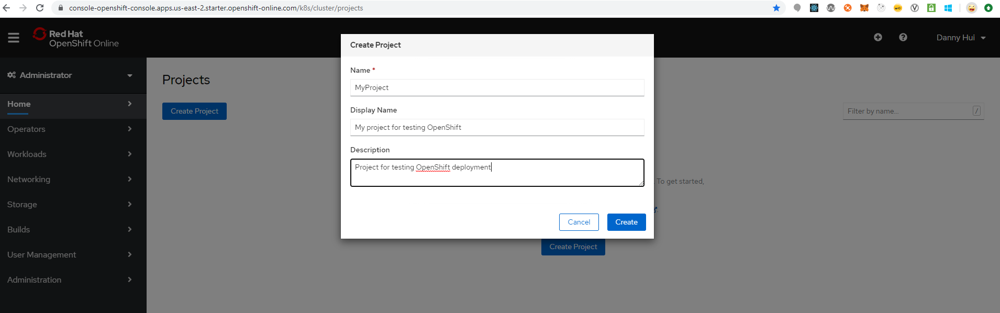 console-openshift-console.apps.us-east-2.starter.openshift-online.com/k8s/cluster/projects
Red Hat
OpenShift Online
Danny Hui
Administrator
Home
Operators
Workloads
Networking
Storage
Builds
User Management
Administration
Projects
Create Project
Filter by name...
/
Create Project
Name *
MyProject
Display Name
My project for testing OpenShift
Description
Project for testing OpenShift deployment
Cancel
Create
To get started,
Create Project